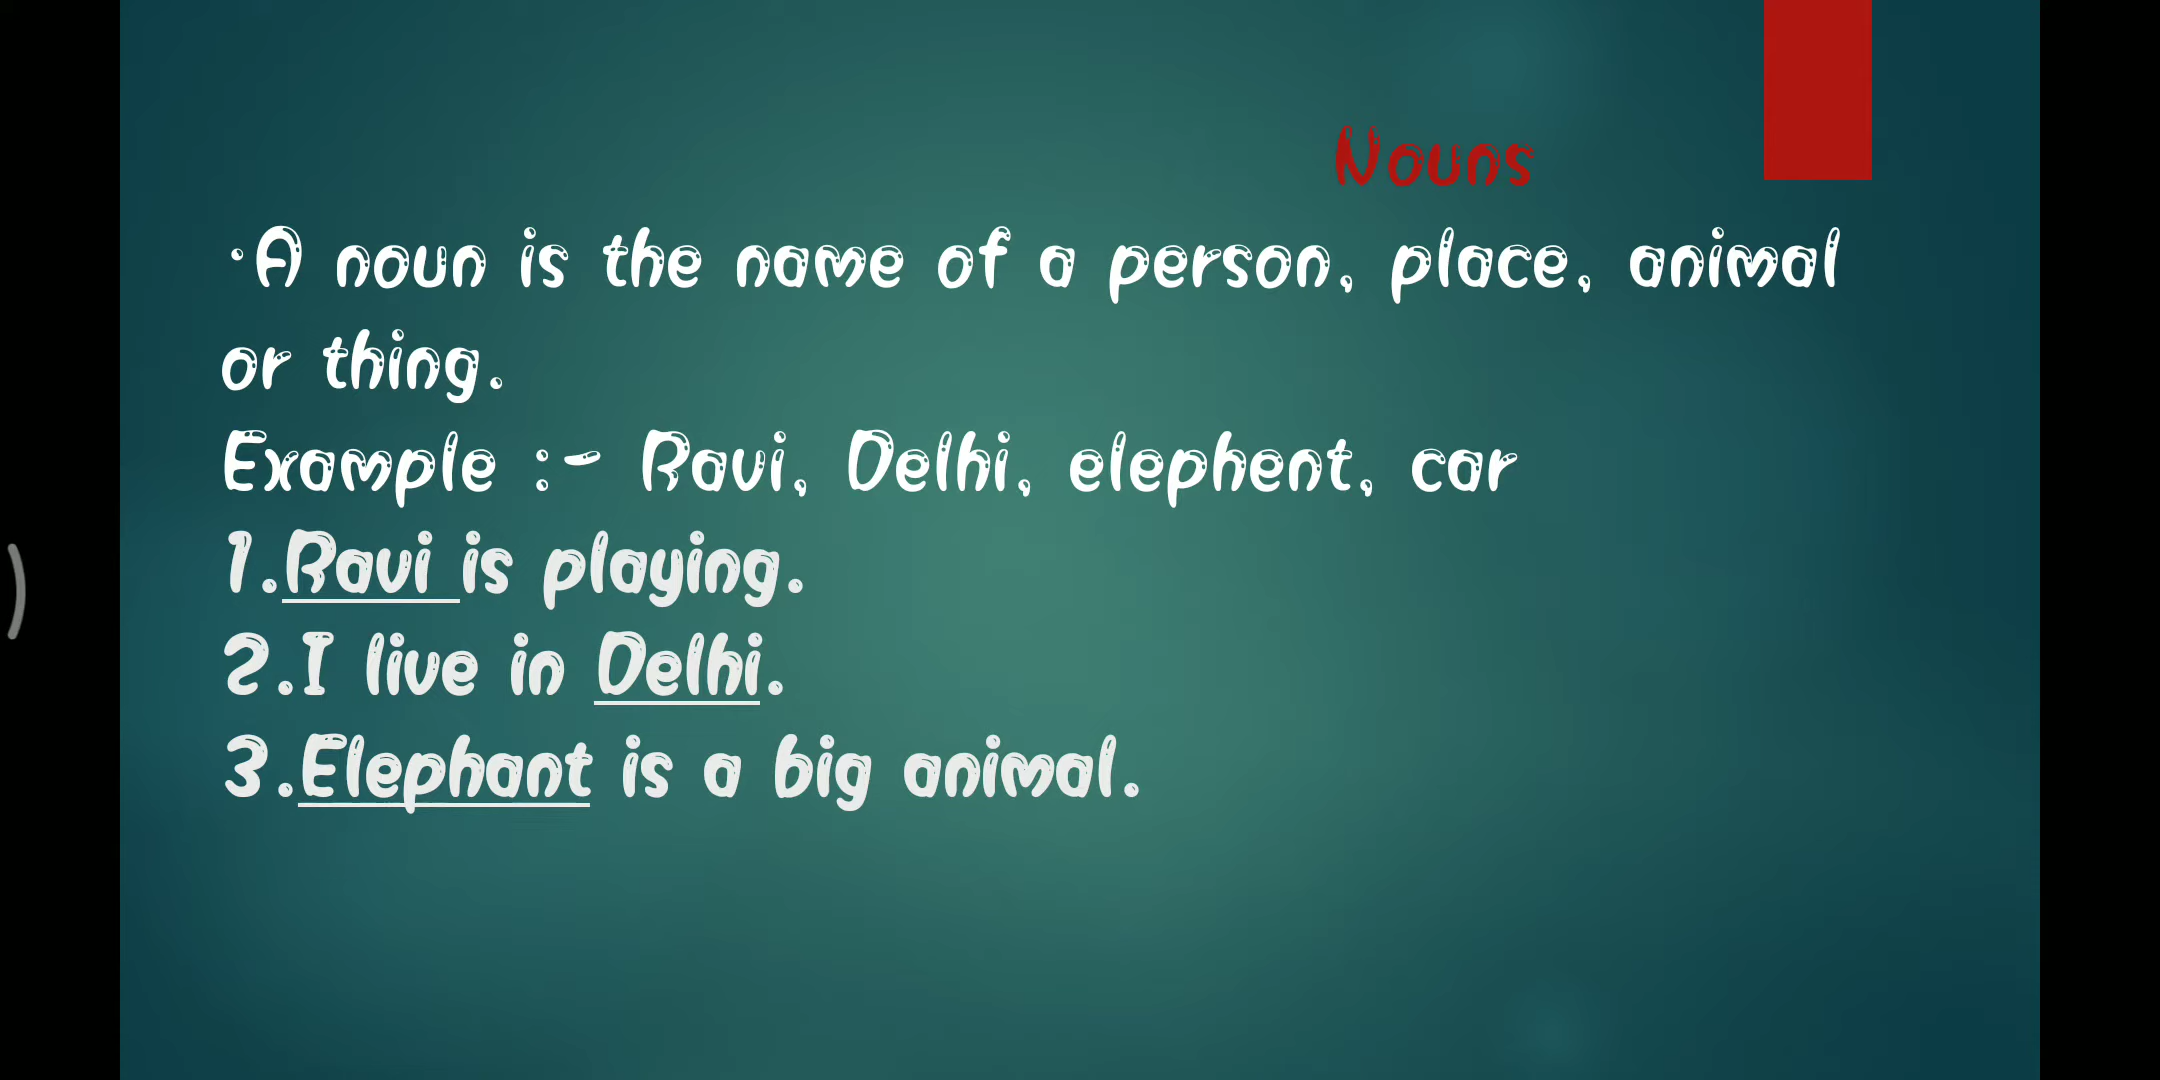 Nouns
•A noun is the name of a person, place, animal
or thing.
Example :- Ravi, Delhi, elephent, car
1.Ravi is playing.
2.I live in Delhi.
3.Elephant is a big animal.